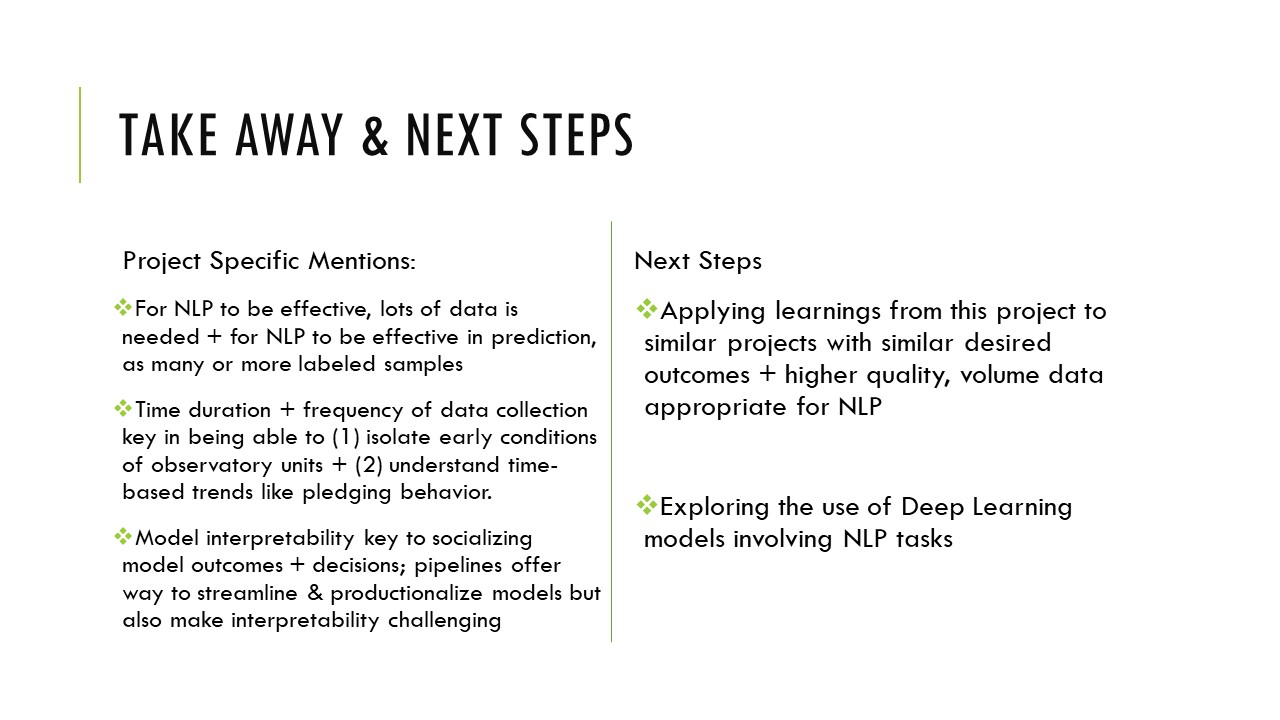 TAKE AWAY & NEXT STEPS
Project Specific Mentions:
❖For NLP to be effective, lots of data is
needed + for NLP to be effective in prediction,
as many or more labeled samples
❖Time duration + frequency of data collection
key in being able to (1) isolate early conditions
of observatory units + (2) understand time-
based trends like pledging behavior.
❖Model interpretability key to socializing
model outcomes + decisions; pipelines offer
way to streamline & productionalize models but
also make interpretability challenging
Next Steps
❖Applying learnings from this project to
similar projects with similar desired
outcomes + higher quality, volume data
appropriate for NLP
❖Exploring the use of Deep Learning
models involving NLP tasks